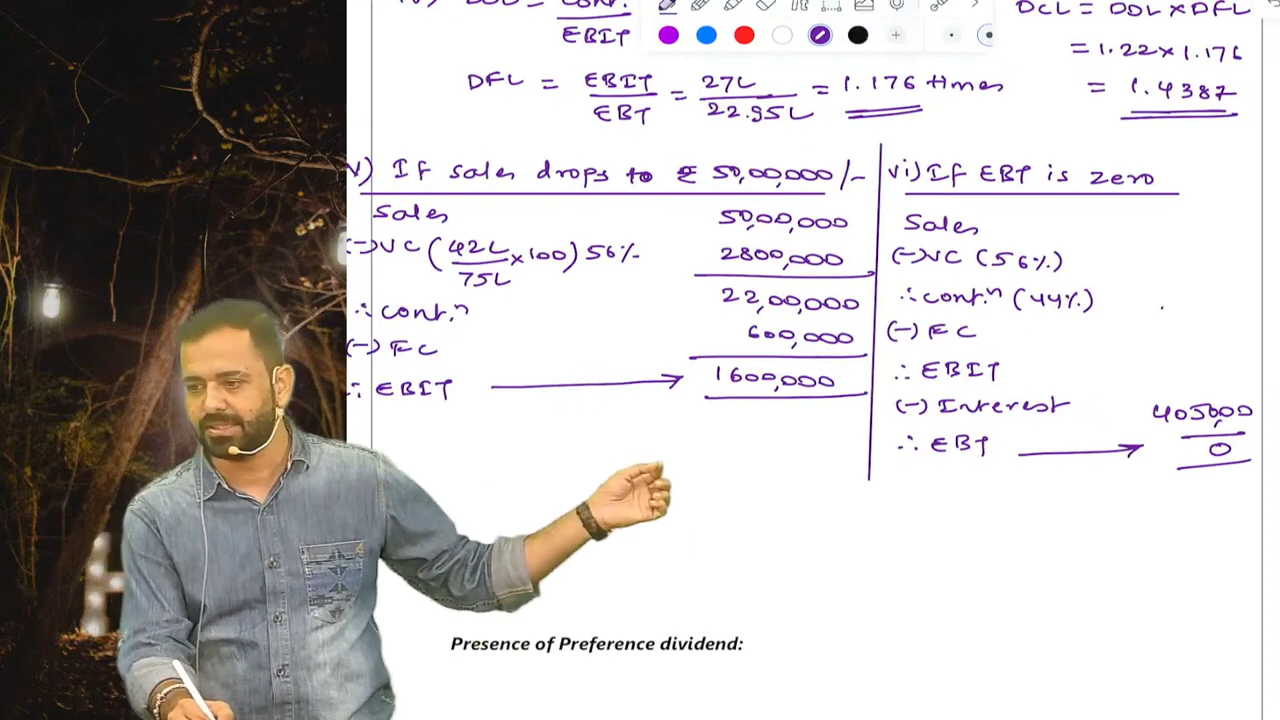 EBIT
DCL = DOL x DFL
= 1.22 x 1.176
= 1.4387
DFL = EBIT / EBT = 27L / 22.95L = 1.176 times
v) If sales drops to ₹ 50,00,000/-
Sales 50,00,000
(-) VC (42L / 75L x 100) 56% 2800,000
∴ contⁿ 22,00,000
(-) FC 600,000
∴ EBIT → 1600,000
vi) If EBT is zero
Sales
(-) VC (56%)
∴ cont.ⁿ (44%)
(-) FC
∴ EBIT
(-) Interest 405,000
∴ EBT → 0
Presence of Preference dividend: